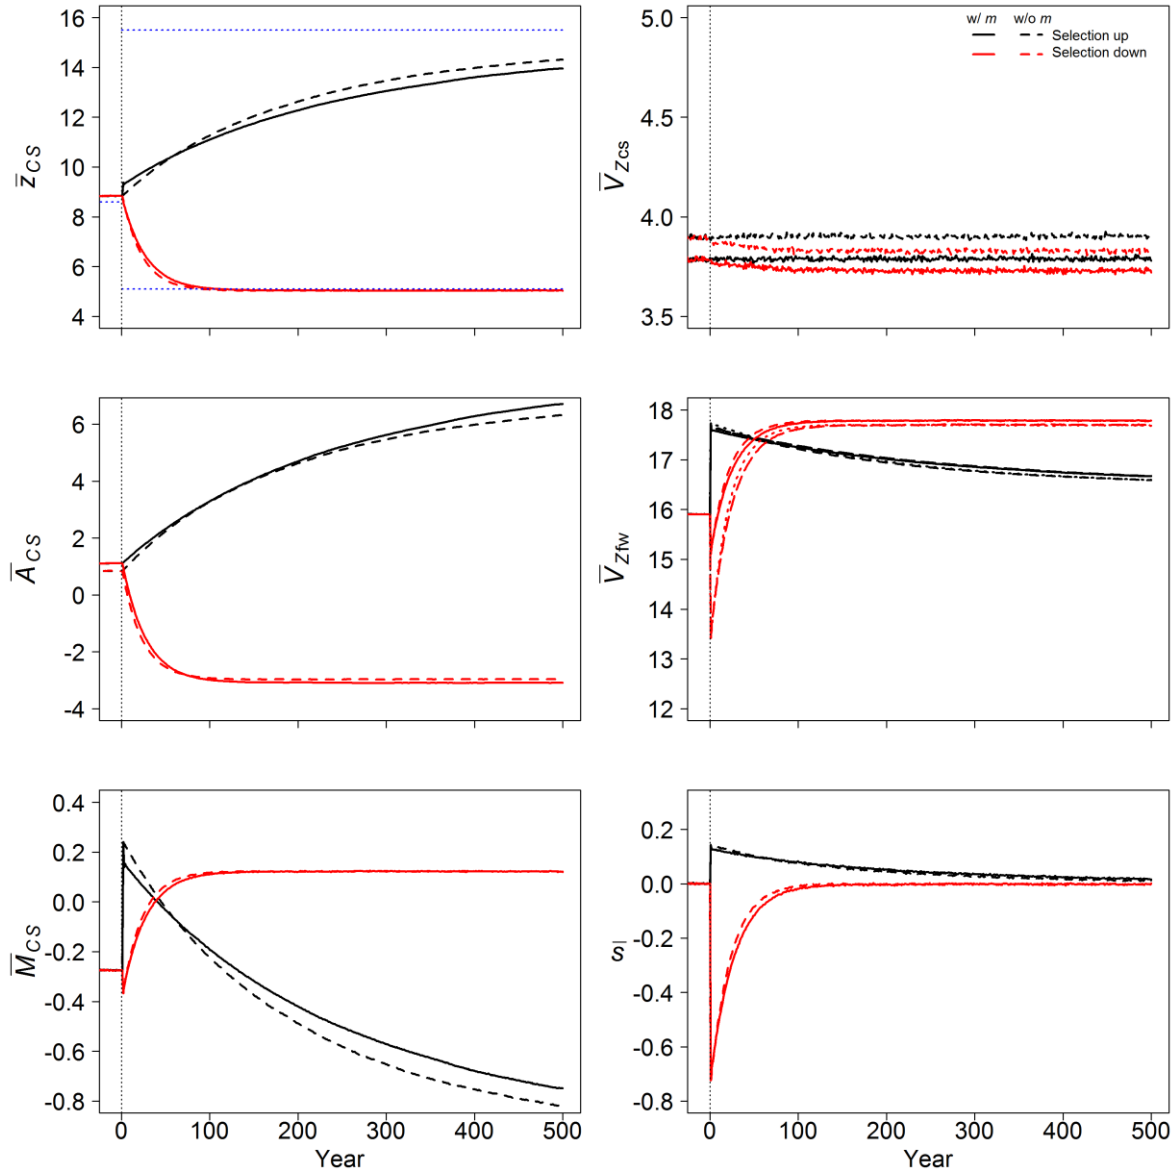 z̄CS
16
14
12
10
8
6
4
V̄Zcs
5.0
4.5
4.0
3.5
w/ m w/o m
Selection up
Selection down
ĀCS
6
4
2
0
-2
-4
V̄Zfw
18
17
16
15
14
13
12
M̄CS
0.4
0.2
0.0
-0.2
-0.4
-0.6
-0.8
0 100 200 300 400 500
Year
s̄
0.2
0.0
-0.2
-0.4
-0.6
-0.8
0 100 200 300 400 500
Year